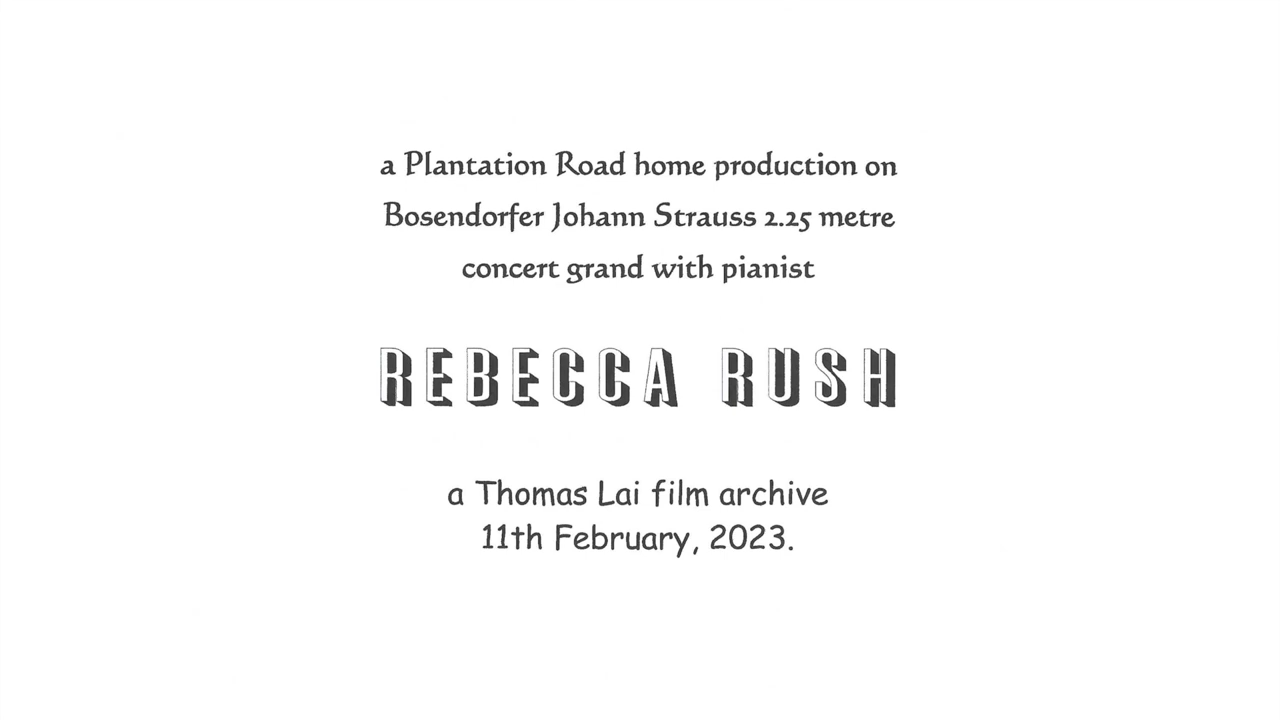 a Plantation Road home production on
Bosendorfer Johann Strauss 2.25 metre
concert grand with pianist
REBECCA RUSH
a Thomas Lai film archive
11th February, 2023.